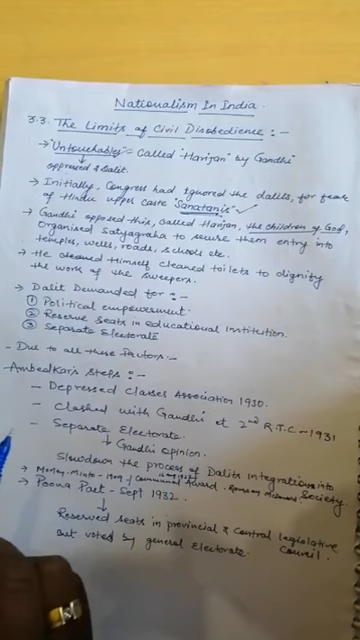 Nationalism In India.
3.3. The Limits of Civil Disobedience :-
→ "Untouchables" = Called "Harijan" by Gandhi
oppressed & Dalit.
→ Initially, Congress had ignored the dalits, for fear
of Hindu upper caste "Sanatanis" ✓
→ Gandhi opposed this, called Harijan, the children of God,
Organised Satyagraha to secure them entry into
temples, wells, roads, schools etc.
→ He cleaned Himself cleaned toilets to dignity
the work of the sweepers.
→ Dalit Demanded for :-
① Political empowerment.
② Reserve Seats in educational institution.
③ Separate Electorate
- Due to all these Factors :-
- Ambedkar's steps :-
- Depressed Classes Association 1930.
- Clashed with Gandhi at 2nd R.T.C - 1931
- Separate Electorate.
↳ Gandhi opinion.
Slowdown the process of Dalits Integration into
Society.
→ Morley-Minto - 1909 / Communal Award.
→ Poona Pact - Sept 1932.
↓
Reserved seats in provincial & Central legislative
Council.
but voted by general Electorate.